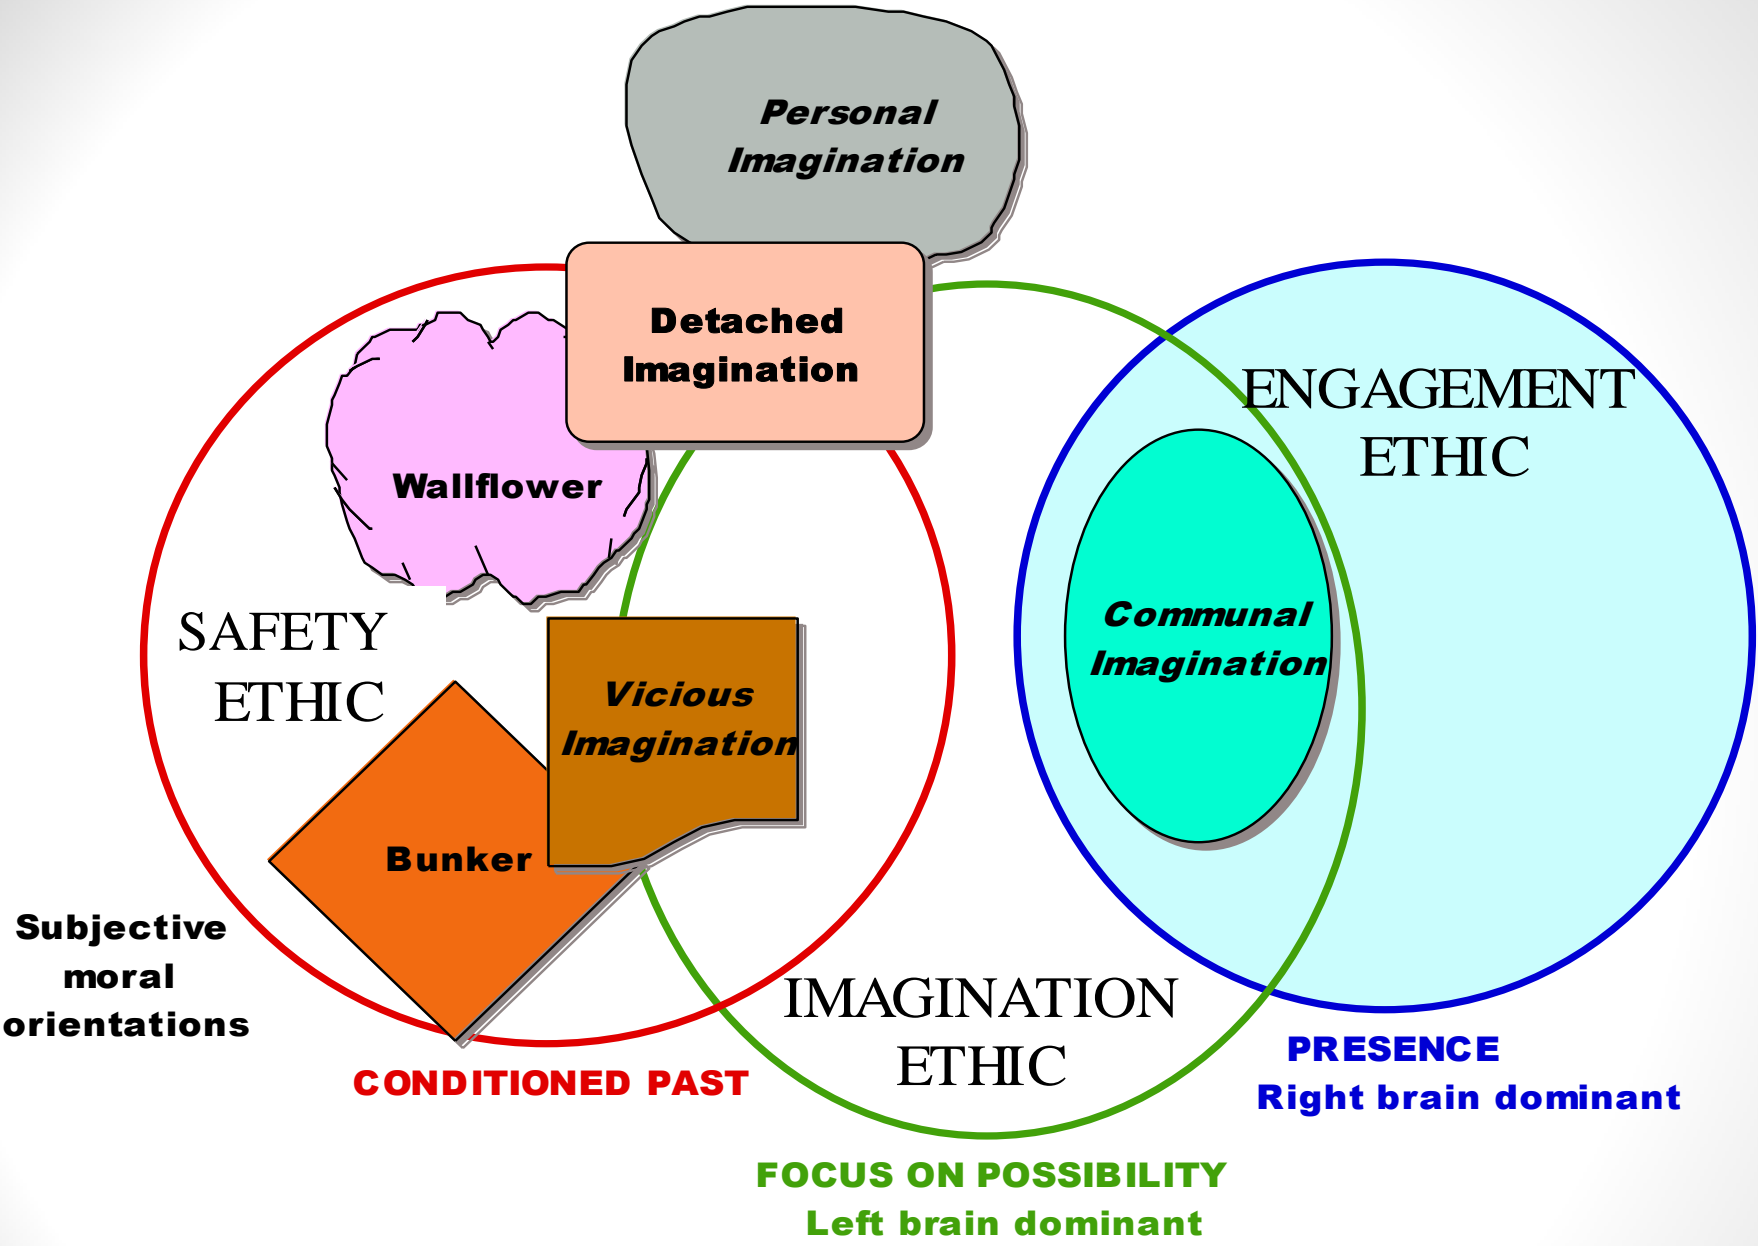 Personal
Imagination
Detached
Imagination
Wallflower
ENGAGEMENT
ETHIC
SAFETY
ETHIC
Communal
Imagination
Vicious
Imagination
Bunker
Subjective
moral
orientations
IMAGINATION
ETHIC
CONDITIONED PAST
PRESENCE
Right brain dominant
FOCUS ON POSSIBILITY
Left brain dominant